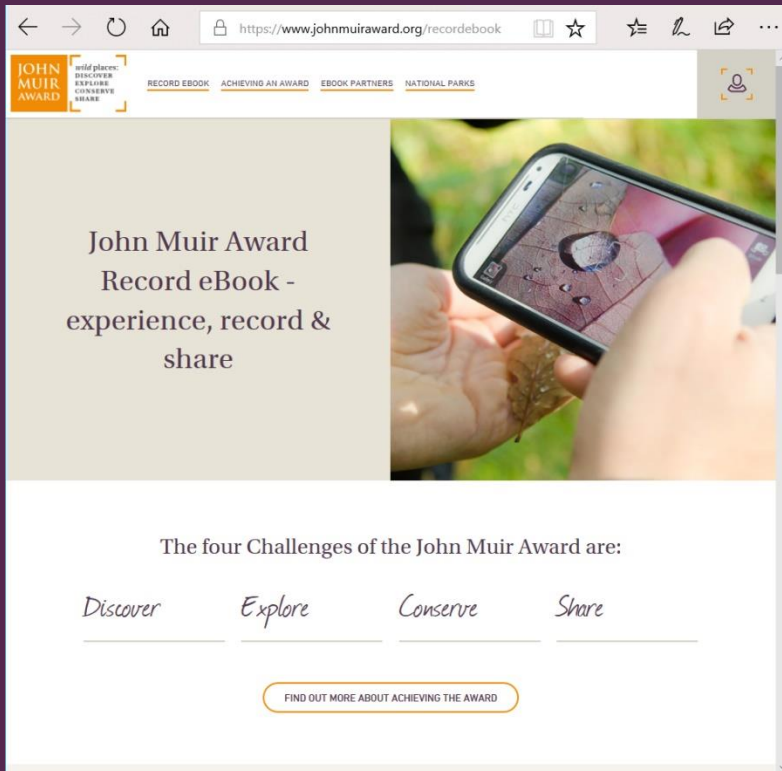 https://www.johnmuiraward.org/recordebook
JOHN
MUIR
AWARD
wild places:
DISCOVER
EXPLORE
CONSERVE
SHARE
RECORD EBOOK
ACHIEVING AN AWARD
EBOOK PARTNERS
NATIONAL PARKS
John Muir Award
Record eBook -
experience, record &
share
The four Challenges of the John Muir Award are:
Discover
Explore
Conserve
Share
FIND OUT MORE ABOUT ACHIEVING THE AWARD